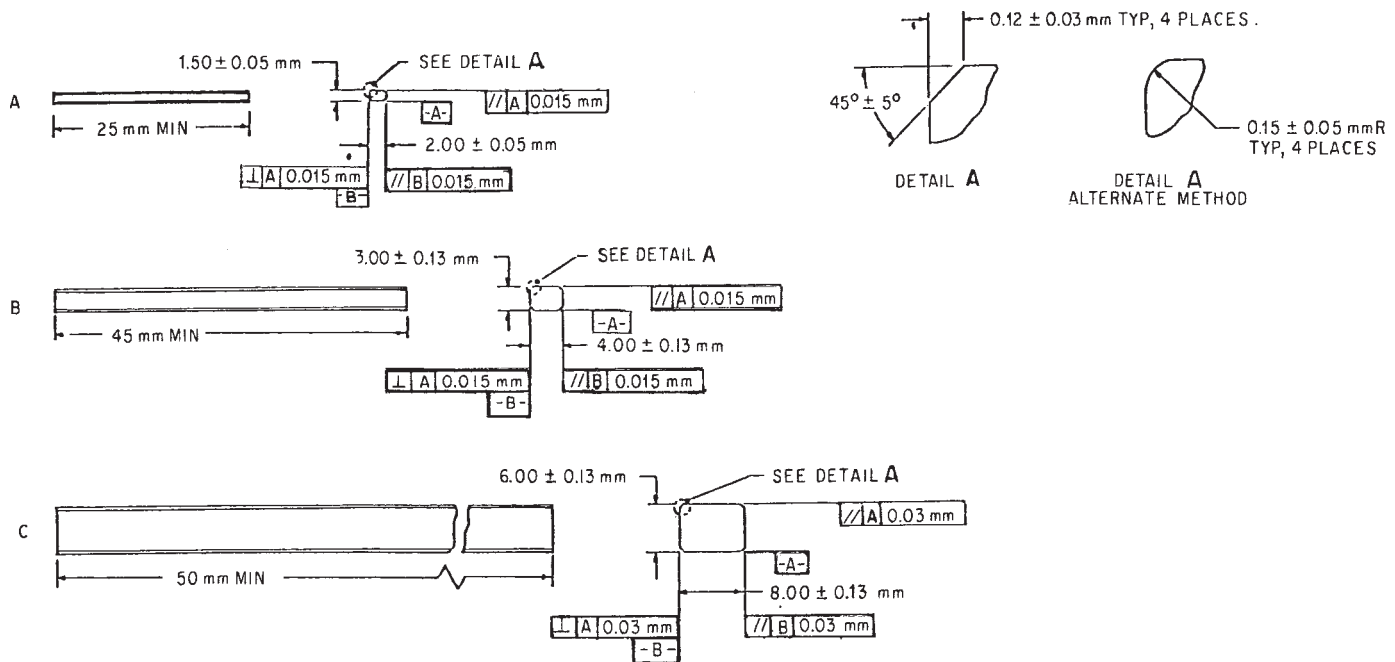 0.12 ± 0.03 mm TYP, 4 PLACES.
1.50 ± 0.05 mm
SEE DETAIL A
A
// A 0.015 mm
-A-
25 mm MIN
2.00 ± 0.05 mm
⊥ A 0.015 mm
// B 0.015 mm
-B-
45° ± 5°
0.15 ± 0.05 mmR
TYP, 4 PLACES
DETAIL A
DETAIL A
ALTERNATE METHOD
3.00 ± 0.13 mm
SEE DETAIL A
B
// A 0.015 mm
-A-
45 mm MIN
4.00 ± 0.13 mm
⊥ A 0.015 mm
// B 0.015 mm
-B-
6.00 ± 0.13 mm
SEE DETAIL A
C
// A 0.03 mm
-A-
50 mm MIN
8.00 ± 0.13 mm
⊥ A 0.03 mm
// B 0.03 mm
-B-